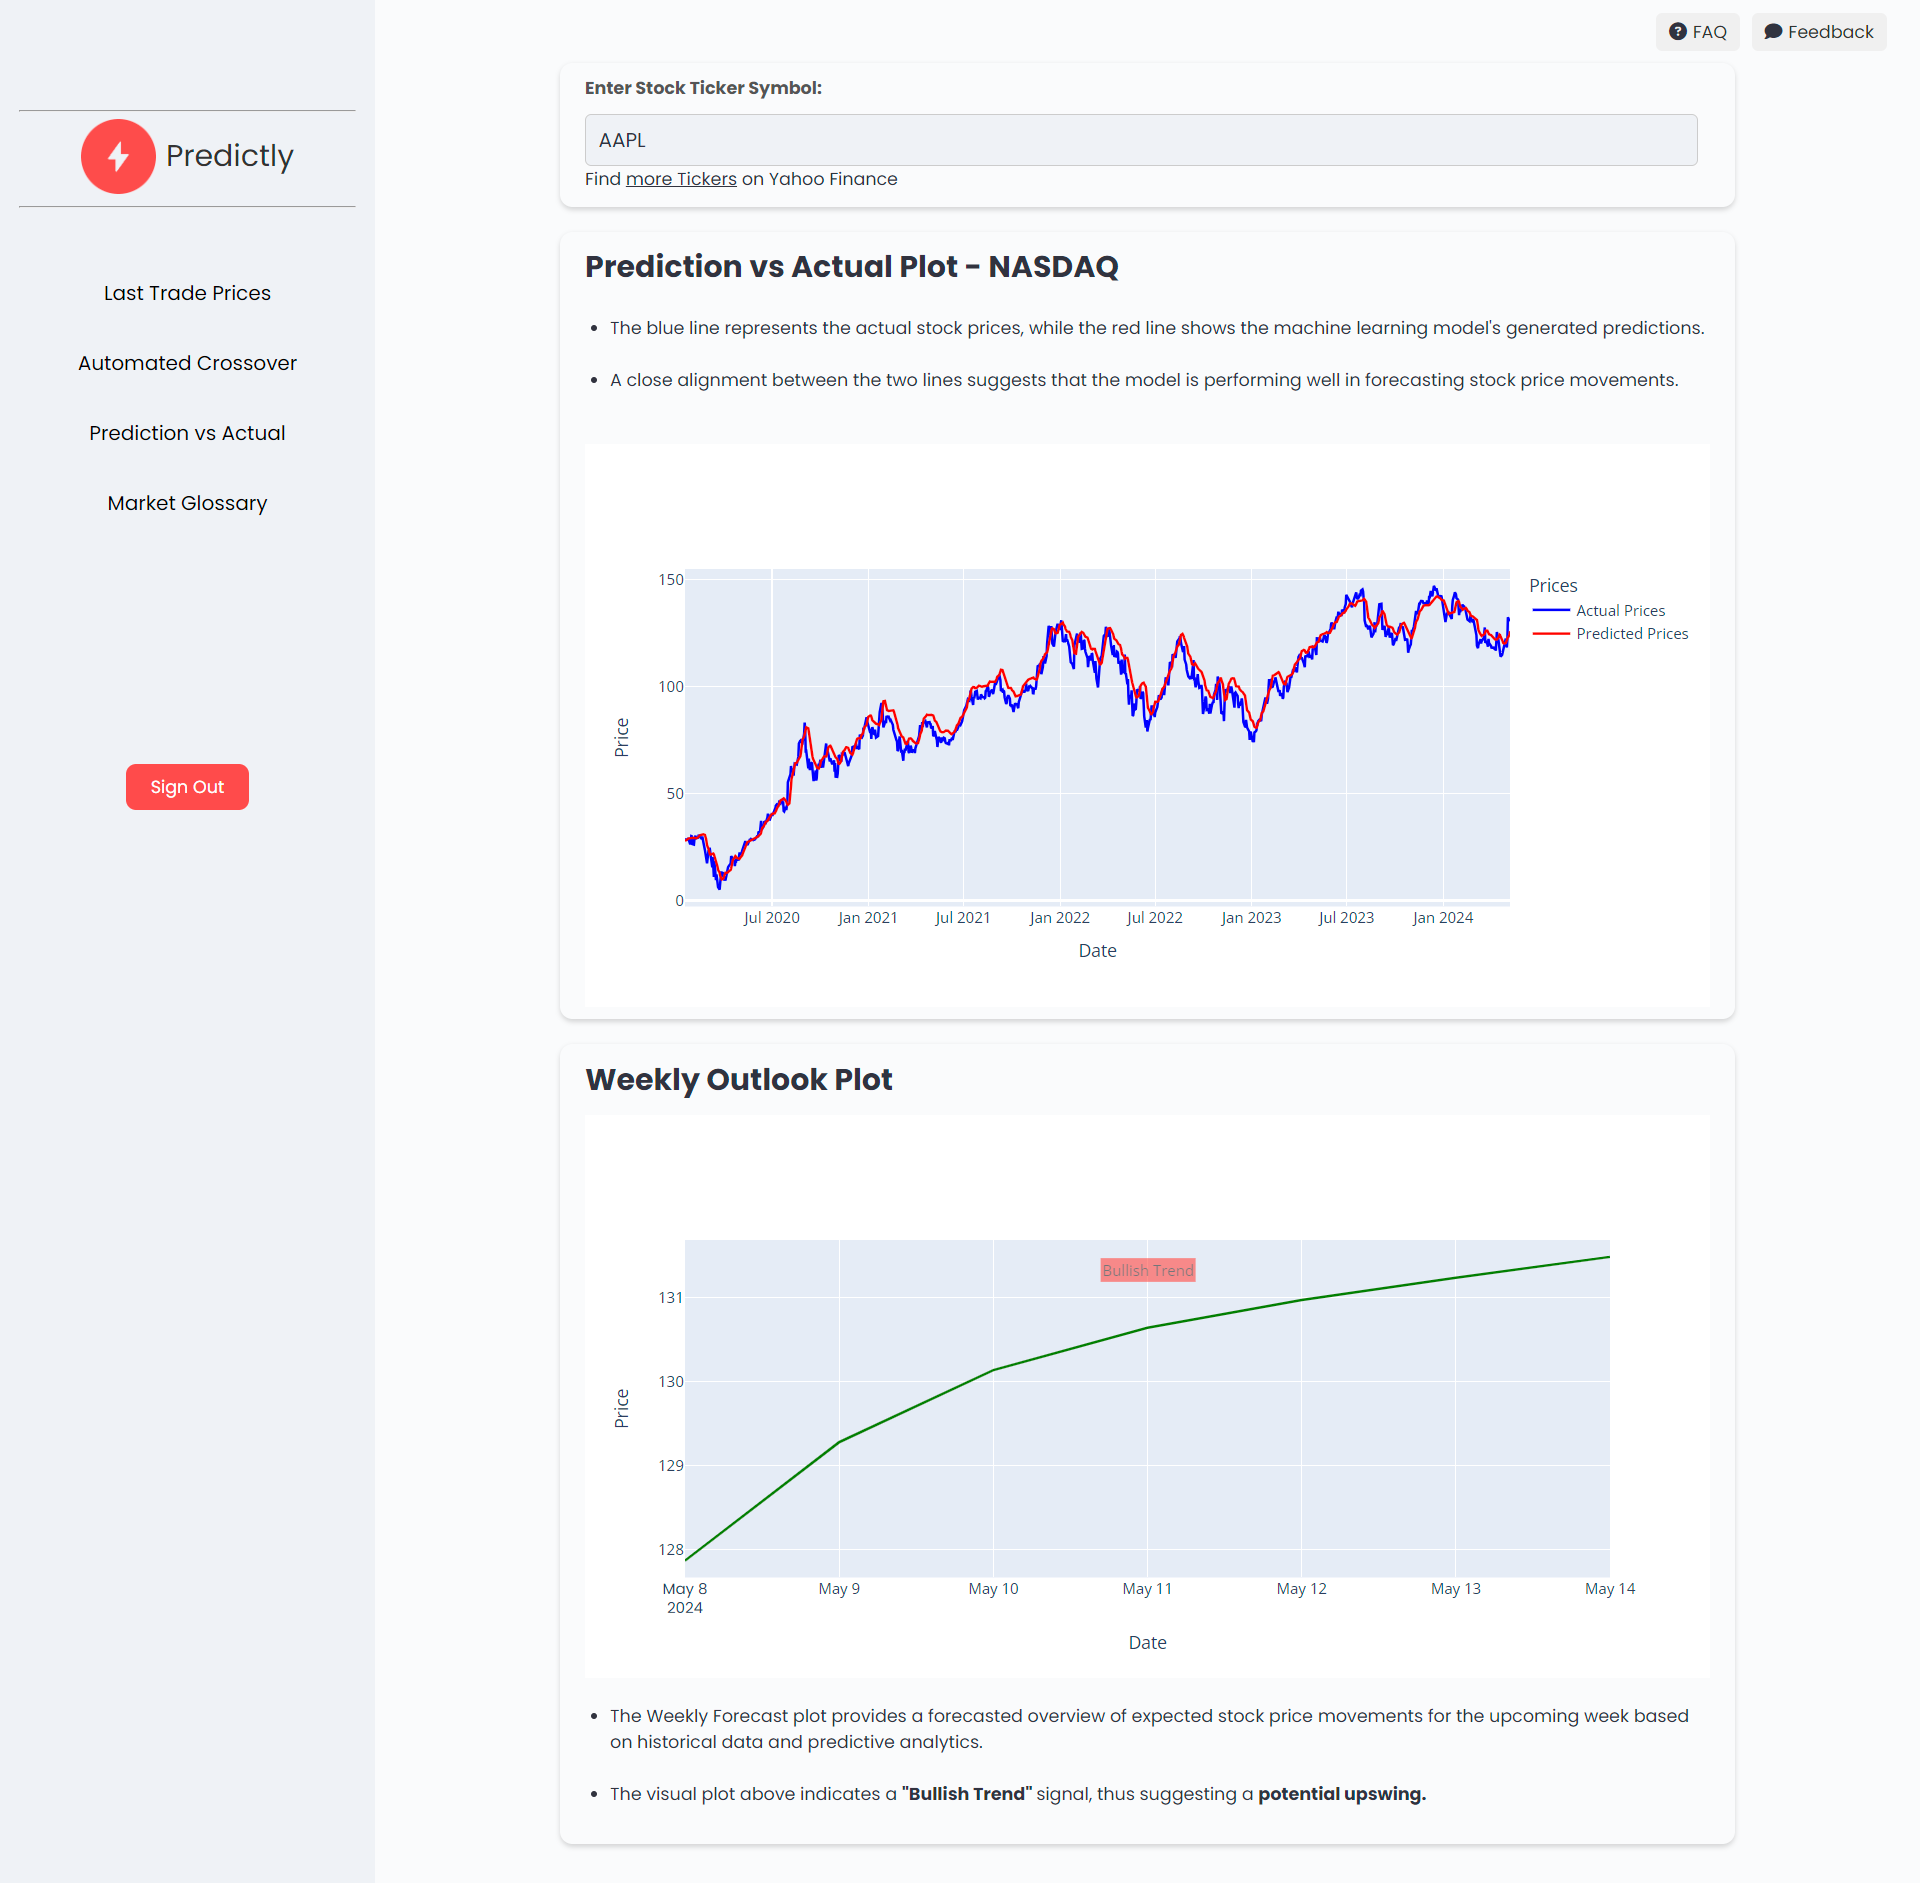 FAQ
Feedback
Predictly
Last Trade Prices
Automated Crossover
Prediction vs Actual
Market Glossary
Sign Out
Enter Stock Ticker Symbol:
AAPL
Find more Tickers on Yahoo Finance
Prediction vs Actual Plot - NASDAQ
• The blue line represents the actual stock prices, while the red line shows the machine learning model's generated predictions.
• A close alignment between the two lines suggests that the model is performing well in forecasting stock price movements.
150
100
50
0
Price
Jul 2020 Jan 2021 Jul 2021 Jan 2022 Jul 2022 Jan 2023 Jul 2023 Jan 2024
Date
Prices
Actual Prices
Predicted Prices
Weekly Outlook Plot
Bullish Trend
131
130
129
128
Price
May 8 May 9 May 10 May 11 May 12 May 13 May 14
2024
Date
• The Weekly Forecast plot provides a forecasted overview of expected stock price movements for the upcoming week based
on historical data and predictive analytics.
• The visual plot above indicates a "Bullish Trend" signal, thus suggesting a potential upswing.